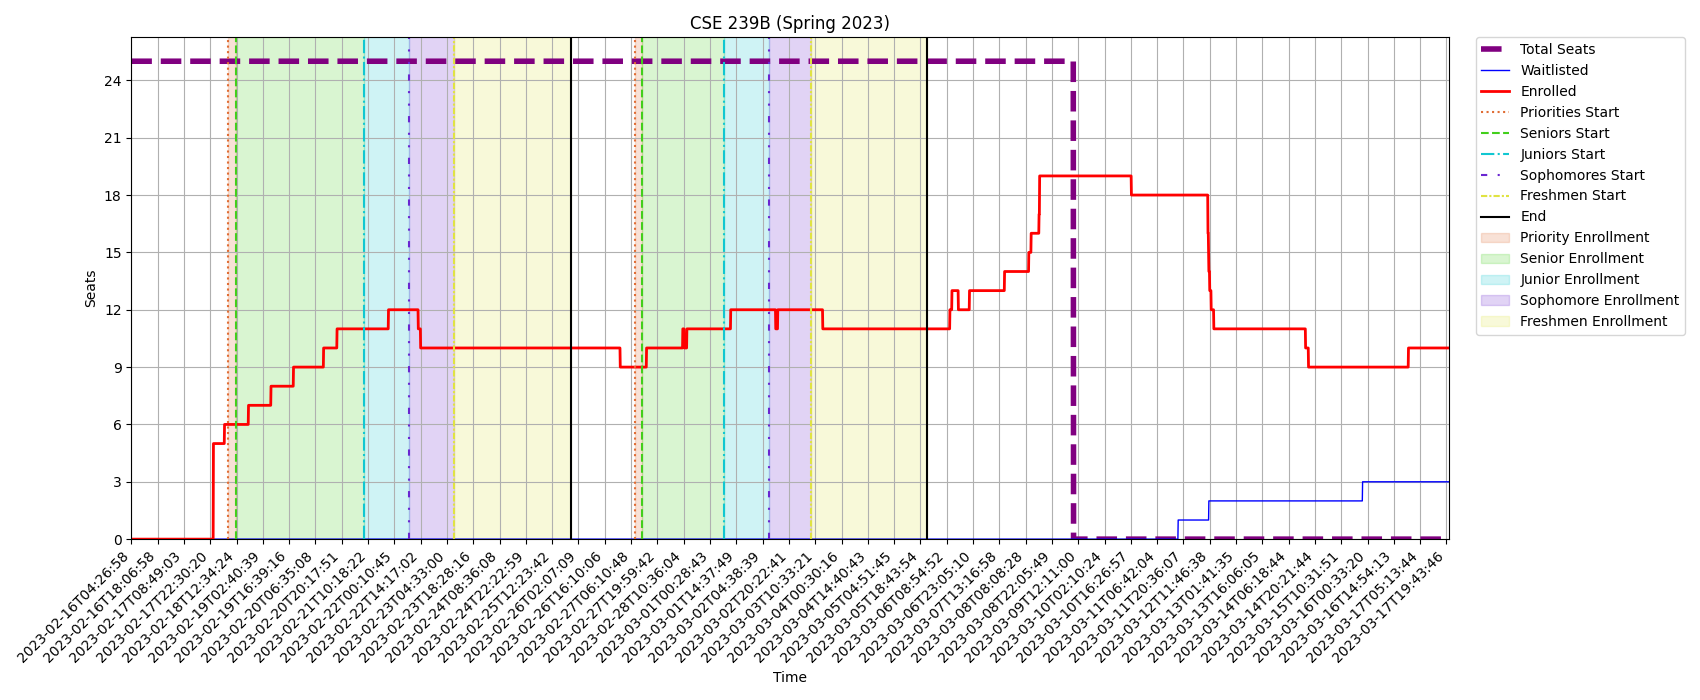 CSE 239B (Spring 2023)
Seats
24
21
18
15
12
9
6
3
0
2023-02-16T04:26:58
2023-02-16T18:06:58
2023-02-17T08:49:03
2023-02-17T22:30:20
2023-02-18T12:34:24
2023-02-19T02:40:39
2023-02-19T16:39:16
2023-02-20T06:35:08
2023-02-20T20:17:51
2023-02-21T10:18:22
2023-02-22T00:10:45
2023-02-22T14:17:02
2023-02-23T04:33:00
2023-02-23T18:28:16
2023-02-24T08:36:08
2023-02-24T22:22:59
2023-02-25T12:23:42
2023-02-26T02:07:09
2023-02-26T16:10:06
2023-02-27T06:10:48
2023-02-27T19:59:42
2023-02-28T10:36:04
2023-03-01T00:28:43
2023-03-01T14:37:49
2023-03-02T04:38:39
2023-03-02T20:22:41
2023-03-03T10:33:21
2023-03-04T00:30:16
2023-03-04T14:40:43
2023-03-05T04:51:45
2023-03-05T18:43:54
2023-03-06T08:54:52
2023-03-06T23:05:10
2023-03-07T13:16:58
2023-03-08T08:08:28
2023-03-08T22:05:49
2023-03-09T12:11:00
2023-03-10T02:10:24
2023-03-10T16:26:57
2023-03-11T06:42:04
2023-03-11T20:36:07
2023-03-12T11:46:38
2023-03-13T01:41:35
2023-03-13T16:06:05
2023-03-14T06:18:44
2023-03-14T20:21:44
2023-03-15T10:31:51
2023-03-16T00:33:20
2023-03-16T14:54:13
2023-03-17T05:13:44
2023-03-17T19:43:46
Time
Total Seats
Waitlisted
Enrolled
Priorities Start
Seniors Start
Juniors Start
Sophomores Start
Freshmen Start
End
Priority Enrollment
Senior Enrollment
Junior Enrollment
Sophomore Enrollment
Freshmen Enrollment